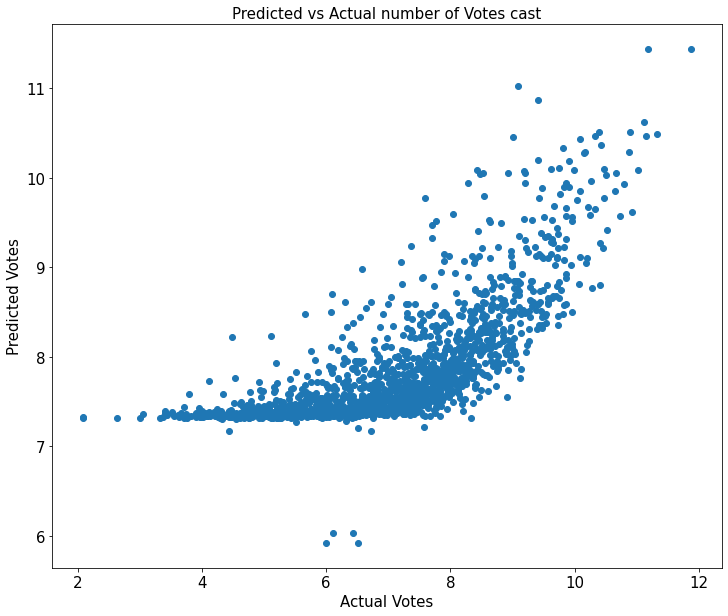 Predicted vs Actual number of Votes cast
Predicted Votes
11
10
9
8
7
6
2 4 6 8 10 12
Actual Votes